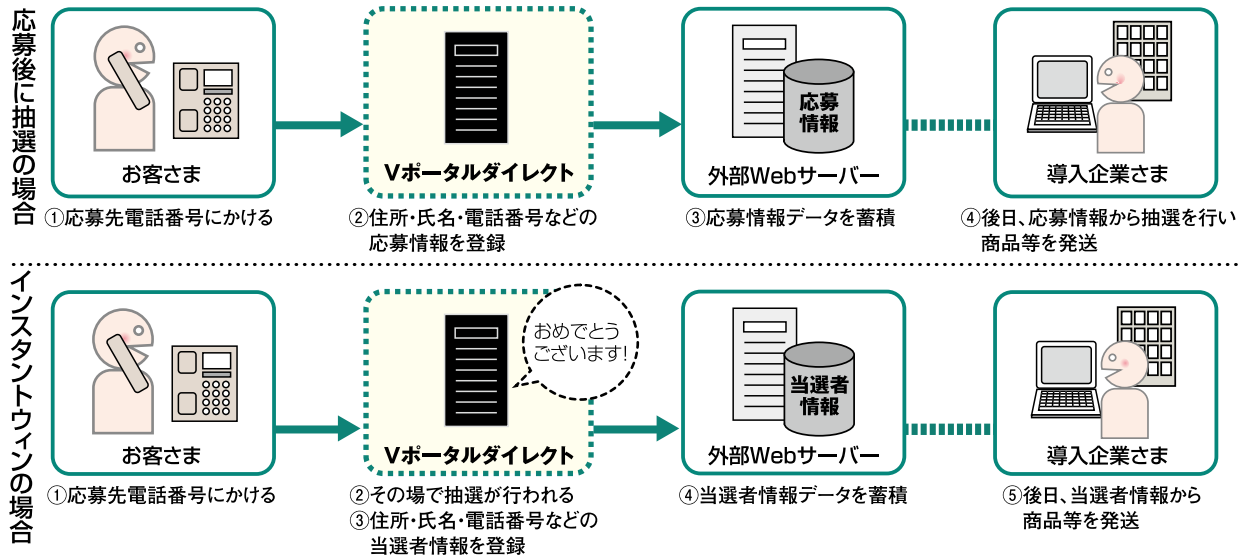 応募後に抽選の場合
お客さま
①応募先電話番号にかける
Vポータルダイレクト
②住所・氏名・電話番号などの
応募情報を登録
応募
情報
外部Webサーバー
③応募情報データを蓄積
導入企業さま
④後日、応募情報から抽選を行い
商品等を発送
インスタントウィンの場合
お客さま
①応募先電話番号にかける
おめでとう
ございます!
Vポータルダイレクト
②その場で抽選が行われる
③住所・氏名・電話番号などの
当選者情報を登録
当選者
情報
外部Webサーバー
④当選者情報データを蓄積
導入企業さま
⑤後日、当選者情報から
商品等を発送